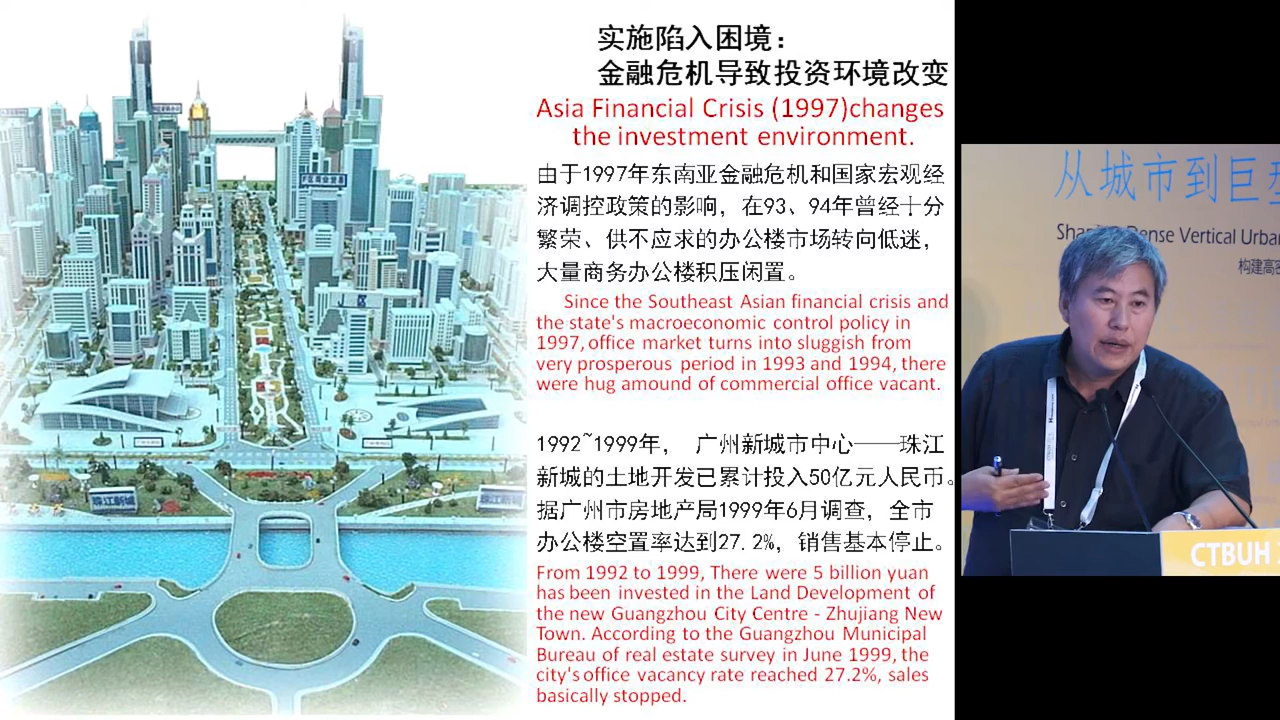 实施陷入困境：
金融危机导致投资环境改变
Asia Financial Crisis (1997)changes
the investment environment.
由于1997年东南亚金融危机和国家宏观经
济调控政策的影响，在93、94年曾经十分
繁荣、供不应求的办公楼市场转向低迷，
大量商务办公楼积压闲置。
Since the Southeast Asian financial crisis and
the state's macroeconomic control policy in
1997, office market turns into sluggish from
very prosperous period in 1993 and 1994, there
were hug amound of commercial office vacant.
1992~1999年， 广州新城市中心——珠江
新城的土地开发已累计投入50亿元人民币。
据广州市房地产局1999年6月调查，全市
办公楼空置率达到27.2%，销售基本停止。
From 1992 to 1999, There were 5 billion yuan
has been invested in the Land Development of
the new Guangzhou City Centre - Zhujiang New
Town. According to the Guangzhou Municipal
Bureau of real estate survey in June 1999, the
city's office vacancy rate reached 27.2%, sales
basically stopped.
珠江新城
从城市到巨型
Dense Vertical Urba
构建高密
CTBUH